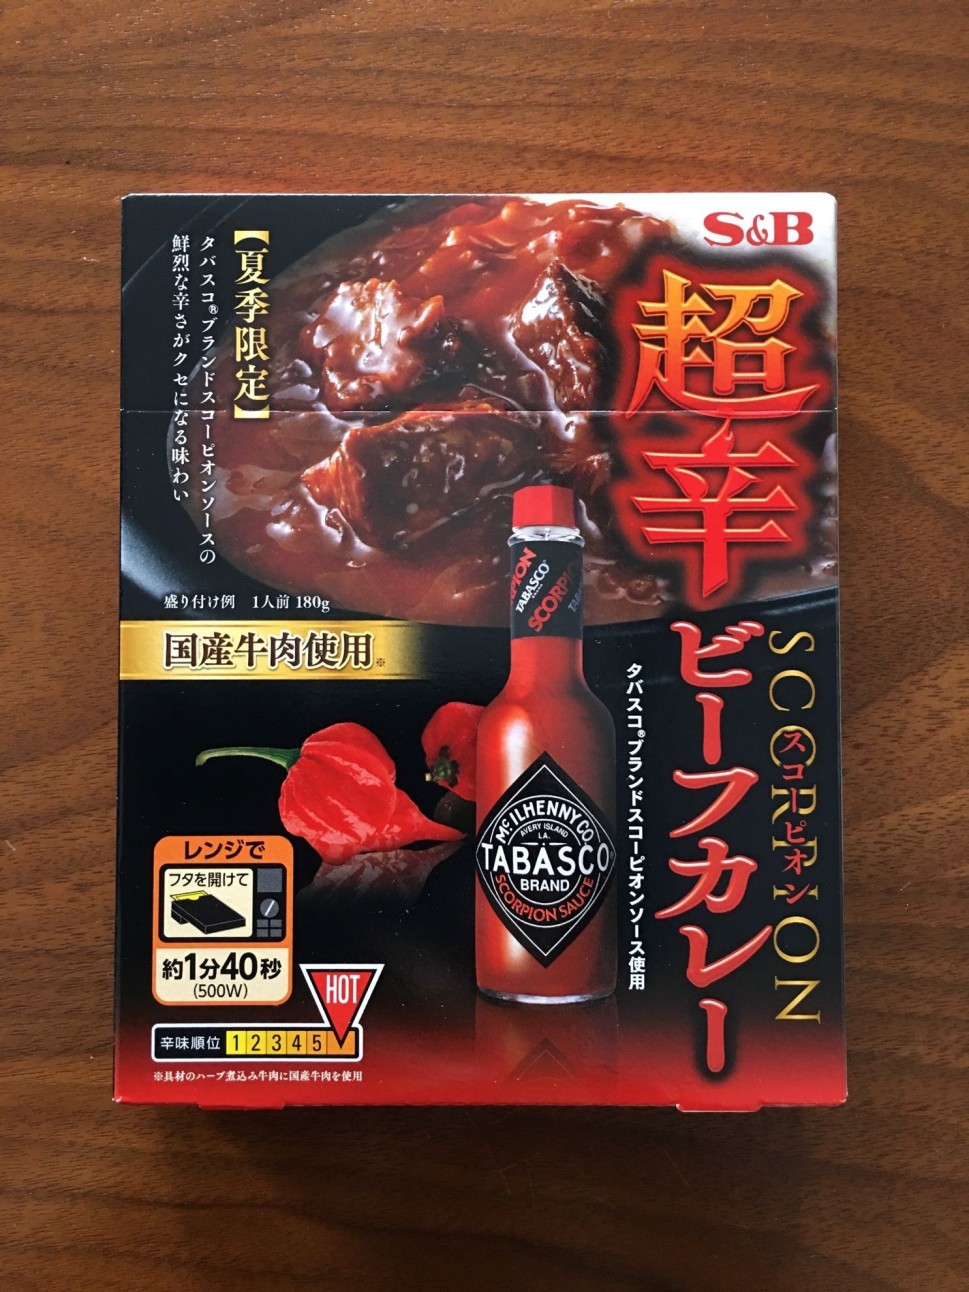 S&B
超辛
ビーフカレー
SCORPION
スコーピオン
【夏季限定】
タバスコ®ブランドスコーピオンソースの
鮮烈な辛さがクセになる味わい
盛り付け例 1人前 180g
国産牛肉使用※
タバスコ®ブランドスコーピオンソース使用
TABASCO
SCORPION
McILHENNY CO.
AVERY ISLAND
LA.
TABASCO®
BRAND
SCORPION SAUCE
レンジで
フタを開けて
約1分40秒
(500W)
HOT
辛味順位 1 2 3 4 5
※具材のハーブ煮込み牛肉に国産牛肉を使用